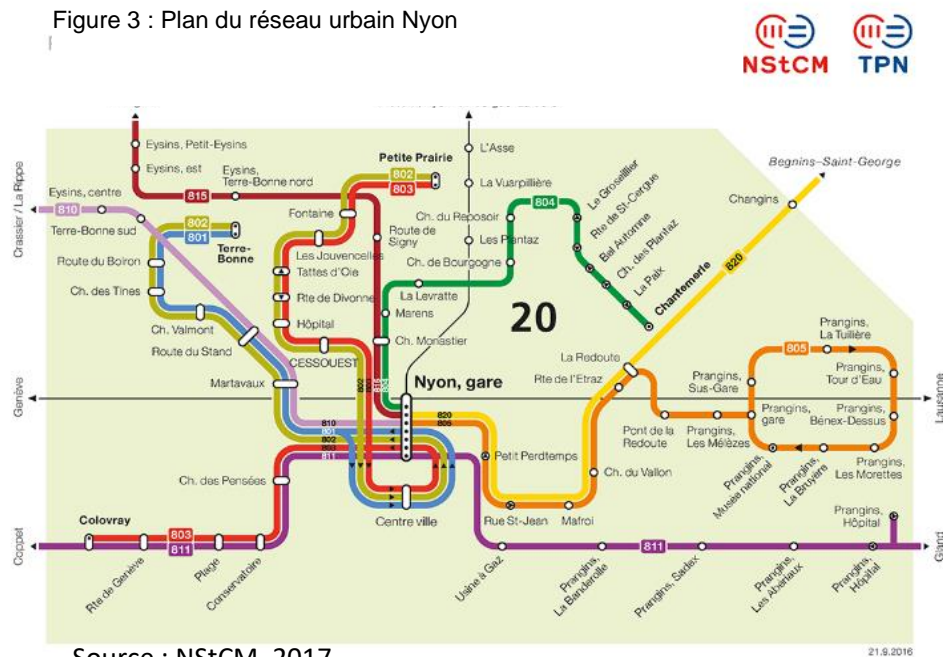 Figure 3 : Plan du réseau urbain Nyon
NStCM
TPN
Eysins, Petit-Eysins
Eysins, est
Eysins,
Terre-Bonne nord
815
Petite Prairie
802
803
L'Asse
La Vuarpillière
Les Plantaz
Begnins–Saint-George
Changins
820
Crassier / La Rippe
Eysins, centre
810
Terre-Bonne sud
802
801
Terre-
Bonne
Route du Boiron
Ch. des Tines
Ch. Valmont
Route du Stand
Martavaux
Fontaine
Les Jouvencelles
Tattes d'Oie
Rte de Divonne
Hôpital
CESSOUEST
Route de
Signy
Ch. du Reposoir
Ch. de Bourgogne
La Levratte
Marens
Ch. Monastier
804
Le Groseillier
Rte de St-Cergue
Bel Automne
Ch. des Plantaz
La Paix
Chantemerle
20
Nyon, gare
Genève
Lausanne
802
803
815
804
810
801
802
803
811
820
805
La Redoute
Rte de l'Etraz
Pont de la
Redoute
Prangins,
Les Mélèzes
Prangins,
Sus-Gare
Prangins,
gare
Prangins,
La Tuilière
805
Prangins,
Tour d'Eau
Prangins,
Bénex-Dessus
Prangins,
Les Morettes
Prangins,
La Bruyère
Prangins,
Musée national
Petit Perdtemps
Ch. du Vallon
Rue St-Jean
Mafroi
Centre ville
Ch. des Pensées
Colovray
803
811
Coppet
Rte de Genève
Plage
Conservatoire
Usine à Gaz
Prangins,
La Banderolle
811
Prangins, Sadex
Prangins,
Les Abériaux
Prangins,
Hôpital
Prangins,
Hôpital
Gland
Source : NStCM, 2017
21.9.2016